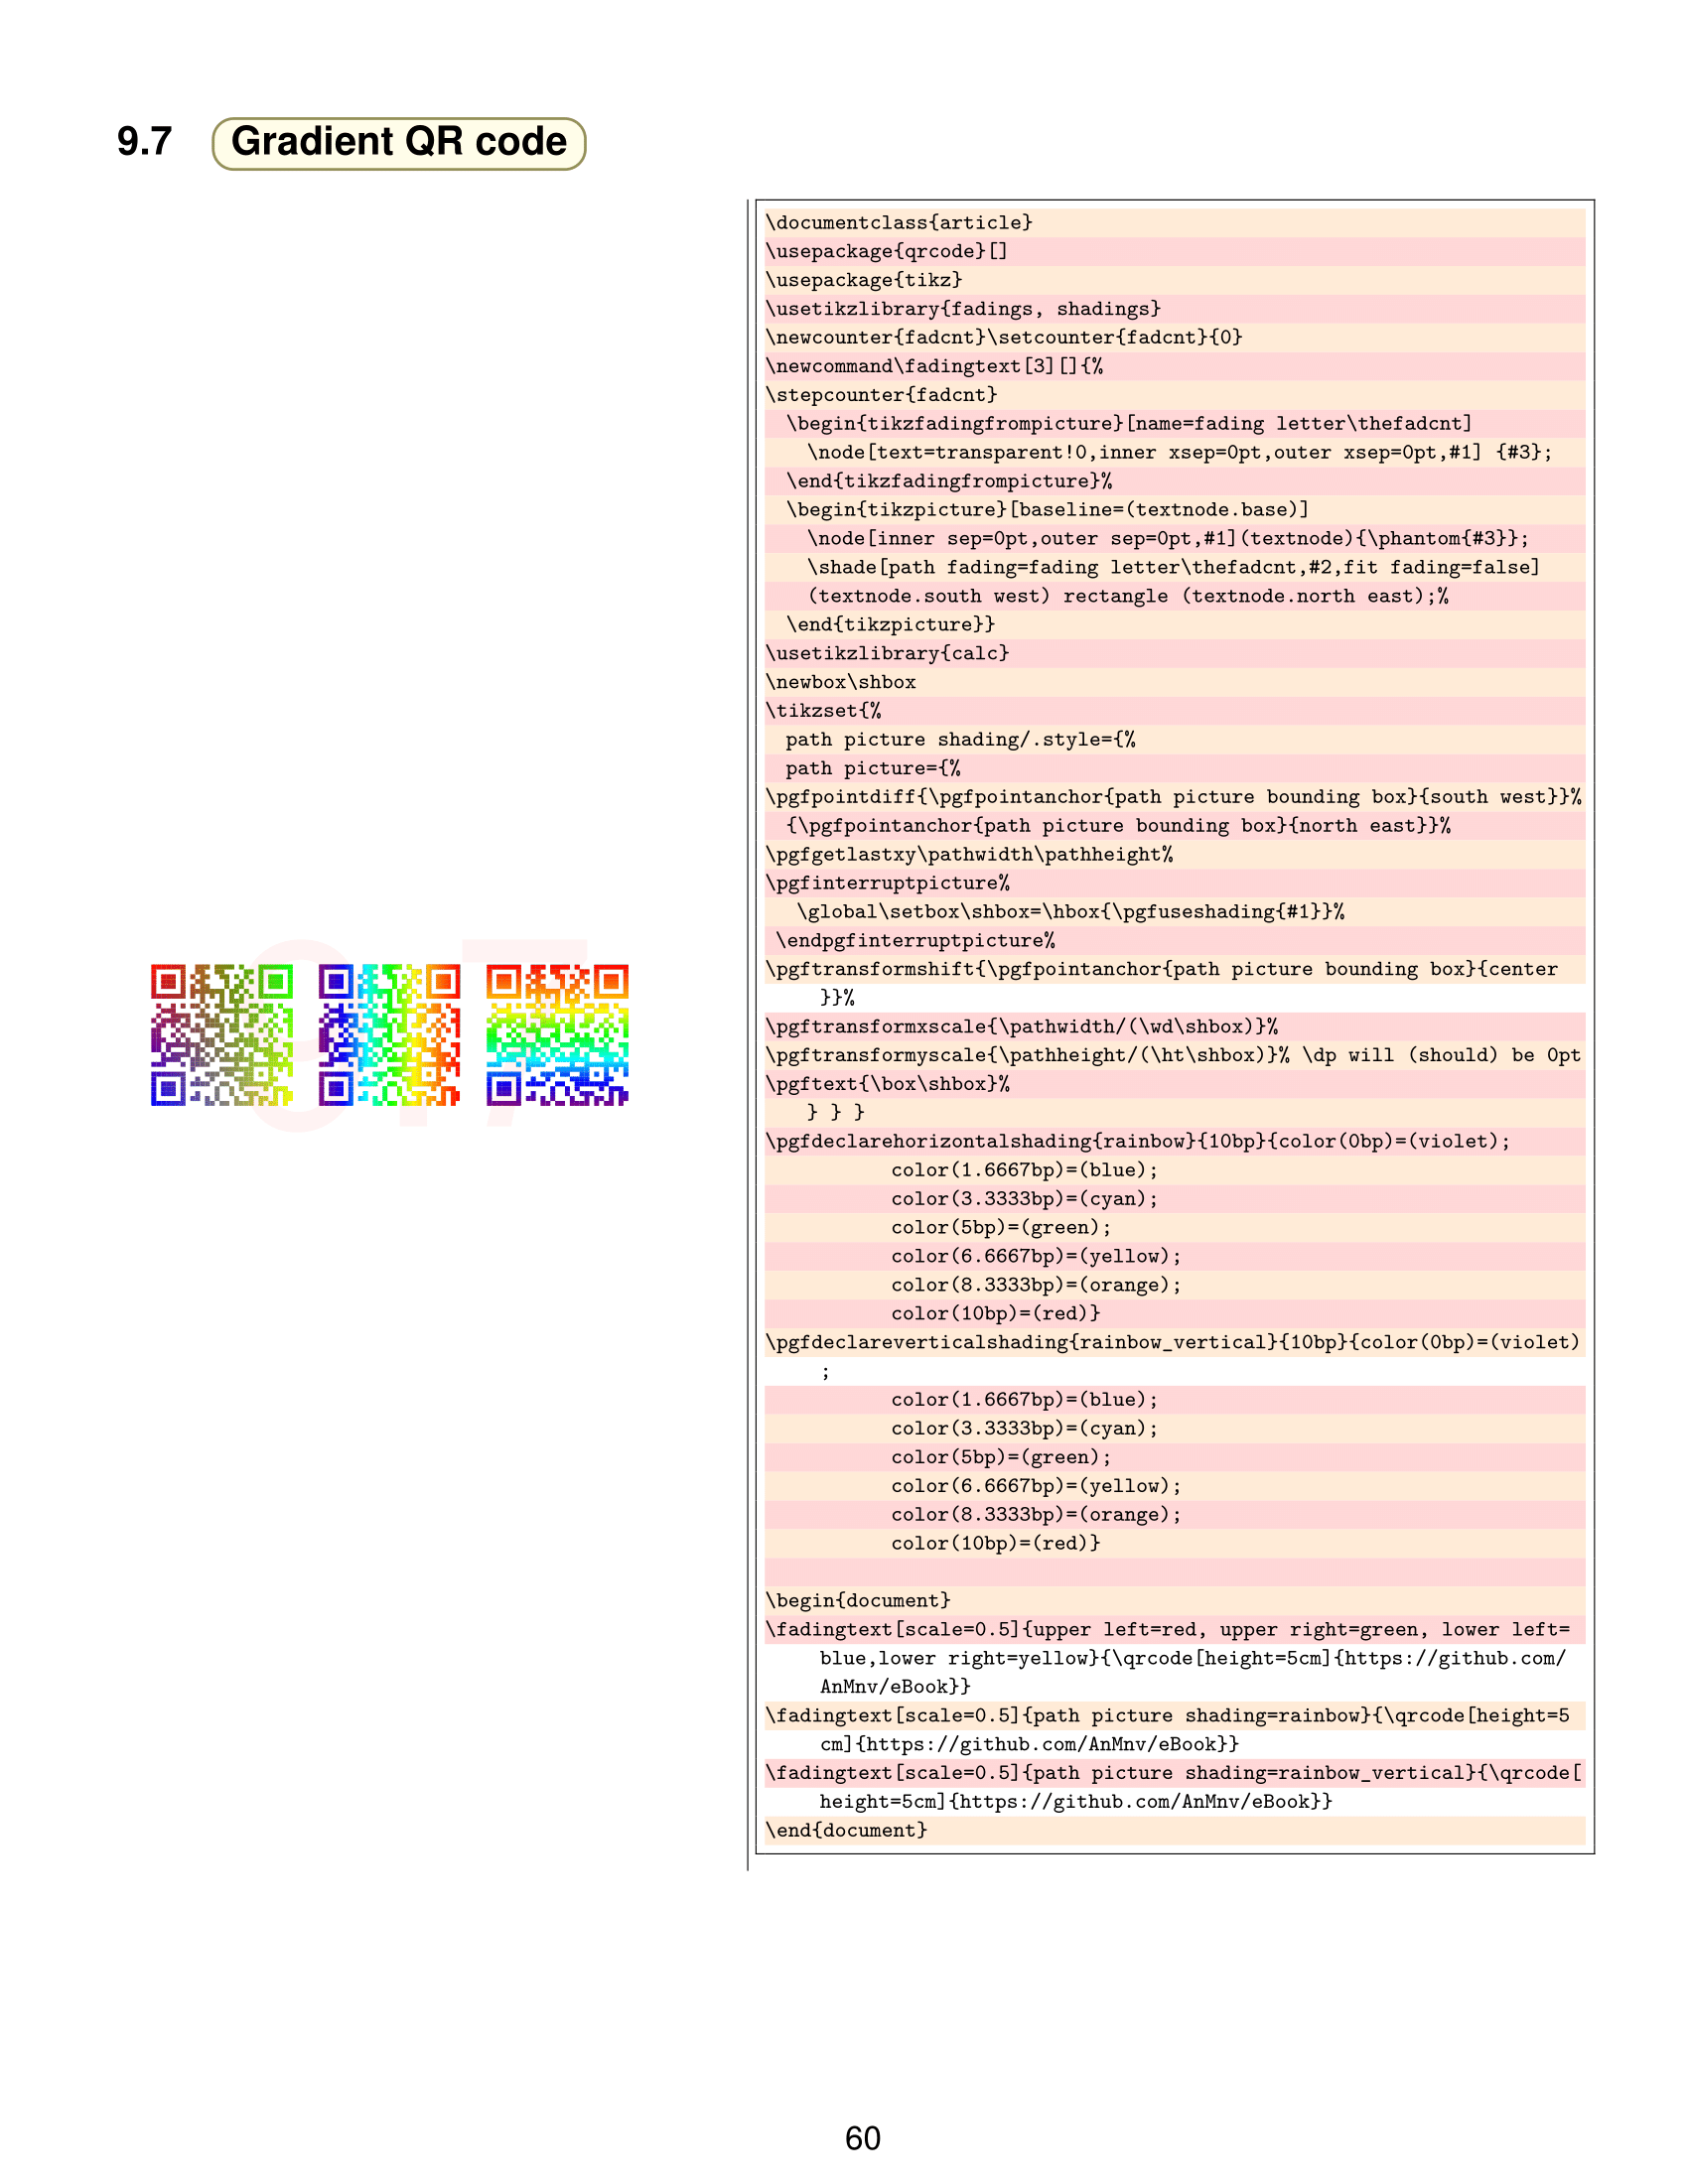 9.7 Gradient QR code
\documentclass{article}
\usepackage{qrcode}[]
\usepackage{tikz}
\usetikzlibrary{fadings, shadings}
\newcounter{fadcnt}\setcounter{fadcnt}{0}
\newcommand\fadingtext[3][]{%
\stepcounter{fadcnt}
  \begin{tikzfadingfrompicture}[name=fading letter\thefadcnt]
    \node[text=transparent!0,inner xsep=0pt,outer xsep=0pt,#1] {#3};
  \end{tikzfadingfrompicture}%
  \begin{tikzpicture}[baseline=(textnode.base)]
    \node[inner sep=0pt,outer sep=0pt,#1](textnode){\phantom{#3}};
    \shade[path fading=fading letter\thefadcnt,#2,fit fading=false]
    (textnode.south west) rectangle (textnode.north east);%
  \end{tikzpicture}}
\usetikzlibrary{calc}
\newbox\shbox
\tikzset{%
  path picture shading/.style={%
  path picture={%
\pgfpointdiff{\pgfpointanchor{path picture bounding box}{south west}}%
  {\pgfpointanchor{path picture bounding box}{north east}}%
\pgfgetlastxy\pathwidth\pathheight%
\pgfinterruptpicture%
   \global\setbox\shbox=\hbox{\pgfuseshading{#1}}%
 \endpgfinterruptpicture%
\pgftransformshift{\pgfpointanchor{path picture bounding box}{center
     }}%
\pgftransformxscale{\pathwidth/(\wd\shbox)}%
\pgftransformyscale{\pathheight/(\ht\shbox)}% \dp will (should) be 0pt
\pgftext{\box\shbox}%
    } } }
\pgfdeclarehorizontalshading{rainbow}{10bp}{color(0bp)=(violet);
            color(1.6667bp)=(blue);
            color(3.3333bp)=(cyan);
            color(5bp)=(green);
            color(6.6667bp)=(yellow);
            color(8.3333bp)=(orange);
            color(10bp)=(red)}
\pgfdeclareverticalshading{rainbow_vertical}{10bp}{color(0bp)=(violet)
     ;
            color(1.6667bp)=(blue);
            color(3.3333bp)=(cyan);
            color(5bp)=(green);
            color(6.6667bp)=(yellow);
            color(8.3333bp)=(orange);
            color(10bp)=(red)}
\begin{document}
\fadingtext[scale=0.5]{upper left=red, upper right=green, lower left=
     blue,lower right=yellow}{\qrcode[height=5cm]{https://github.com/
     AnMnv/eBook}}
\fadingtext[scale=0.5]{path picture shading=rainbow}{\qrcode[height=5
     cm]{https://github.com/AnMnv/eBook}}
\fadingtext[scale=0.5]{path picture shading=rainbow_vertical}{\qrcode[
     height=5cm]{https://github.com/AnMnv/eBook}}
\end{document}
9.7
60